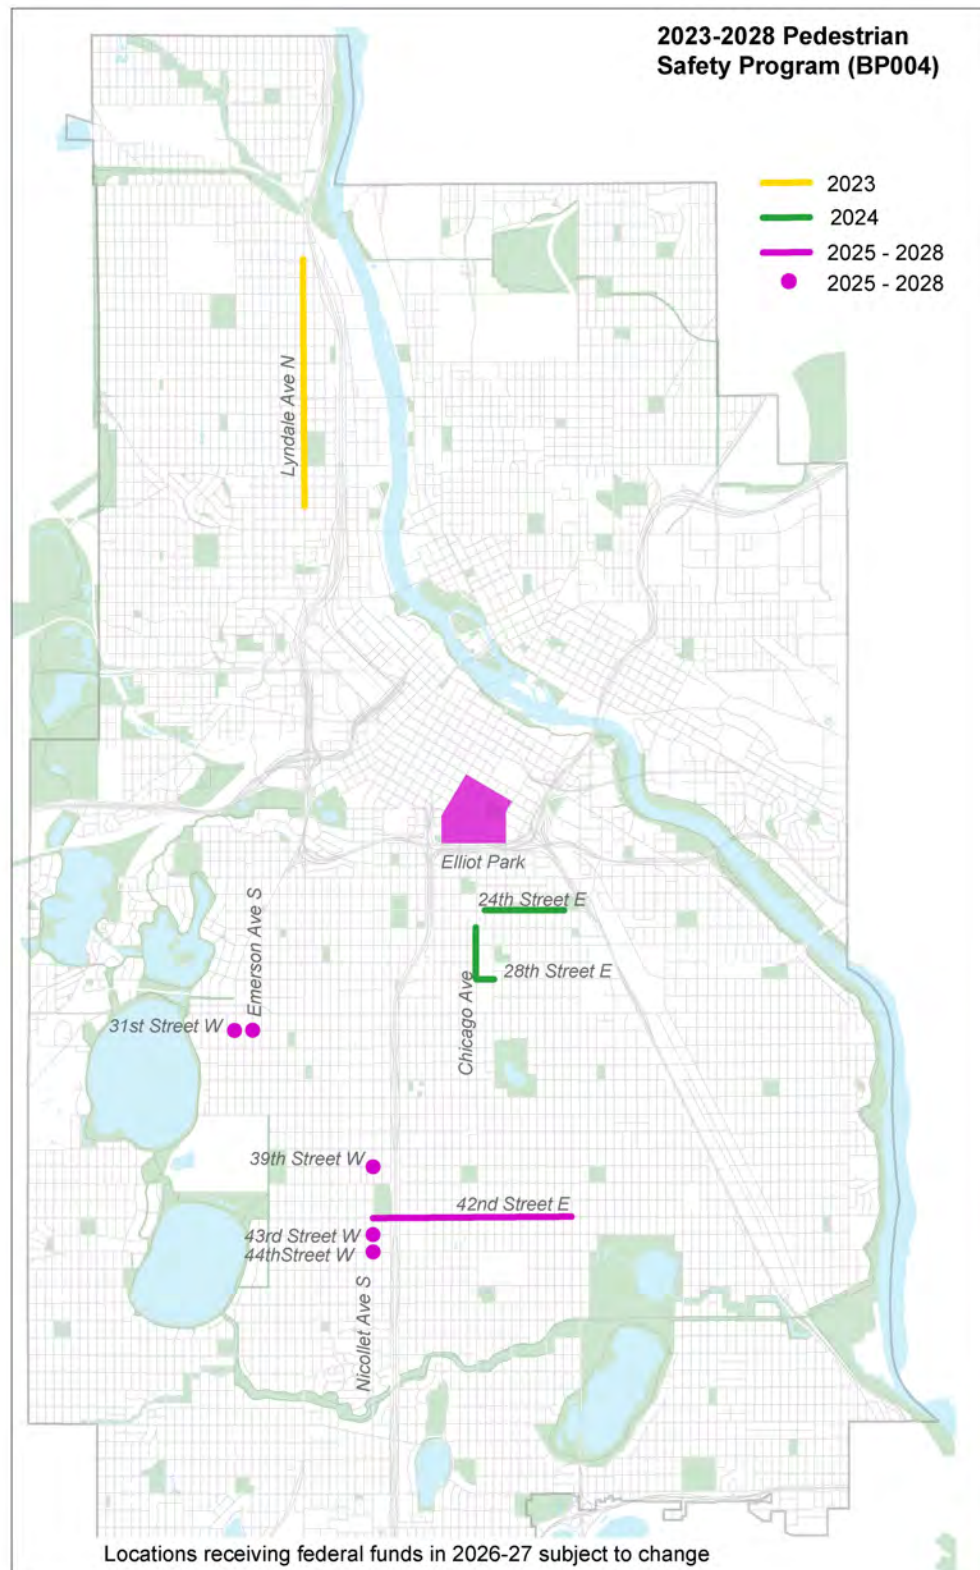 2023-2028 Pedestrian
Safety Program (BP004)
2023
2024
2025 - 2028
2025 - 2028
Lyndale Ave N
Elliot Park
24th Street E
Emerson Ave S
28th Street E
Chicago Ave
31st Street W
39th Street W
42nd Street E
43rd Street W
44thStreet W
Nicollet Ave S
Locations receiving federal funds in 2026-27 subject to change